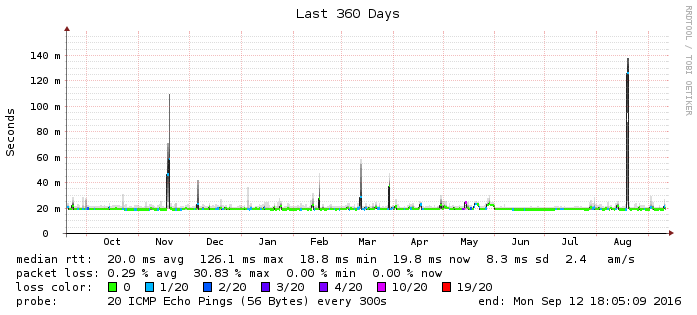 Last 360 Days
RRDTOOL / TOBI OETIKER
Seconds
140 m
120 m
100 m
80 m
60 m
40 m
20 m
0
Oct Nov Dec Jan Feb Mar Apr May Jun Jul Aug
median rtt: 20.0 ms avg 126.1 ms max 18.8 ms min 19.8 ms now 8.3 ms sd 2.4 am/s
packet loss: 0.29 % avg 30.83 % max 0.00 % min 0.00 % now
loss color: 0 1/20 2/20 3/20 4/20 10/20 19/20
probe: 20 ICMP Echo Pings (56 Bytes) every 300s end: Mon Sep 12 18:05:09 2016